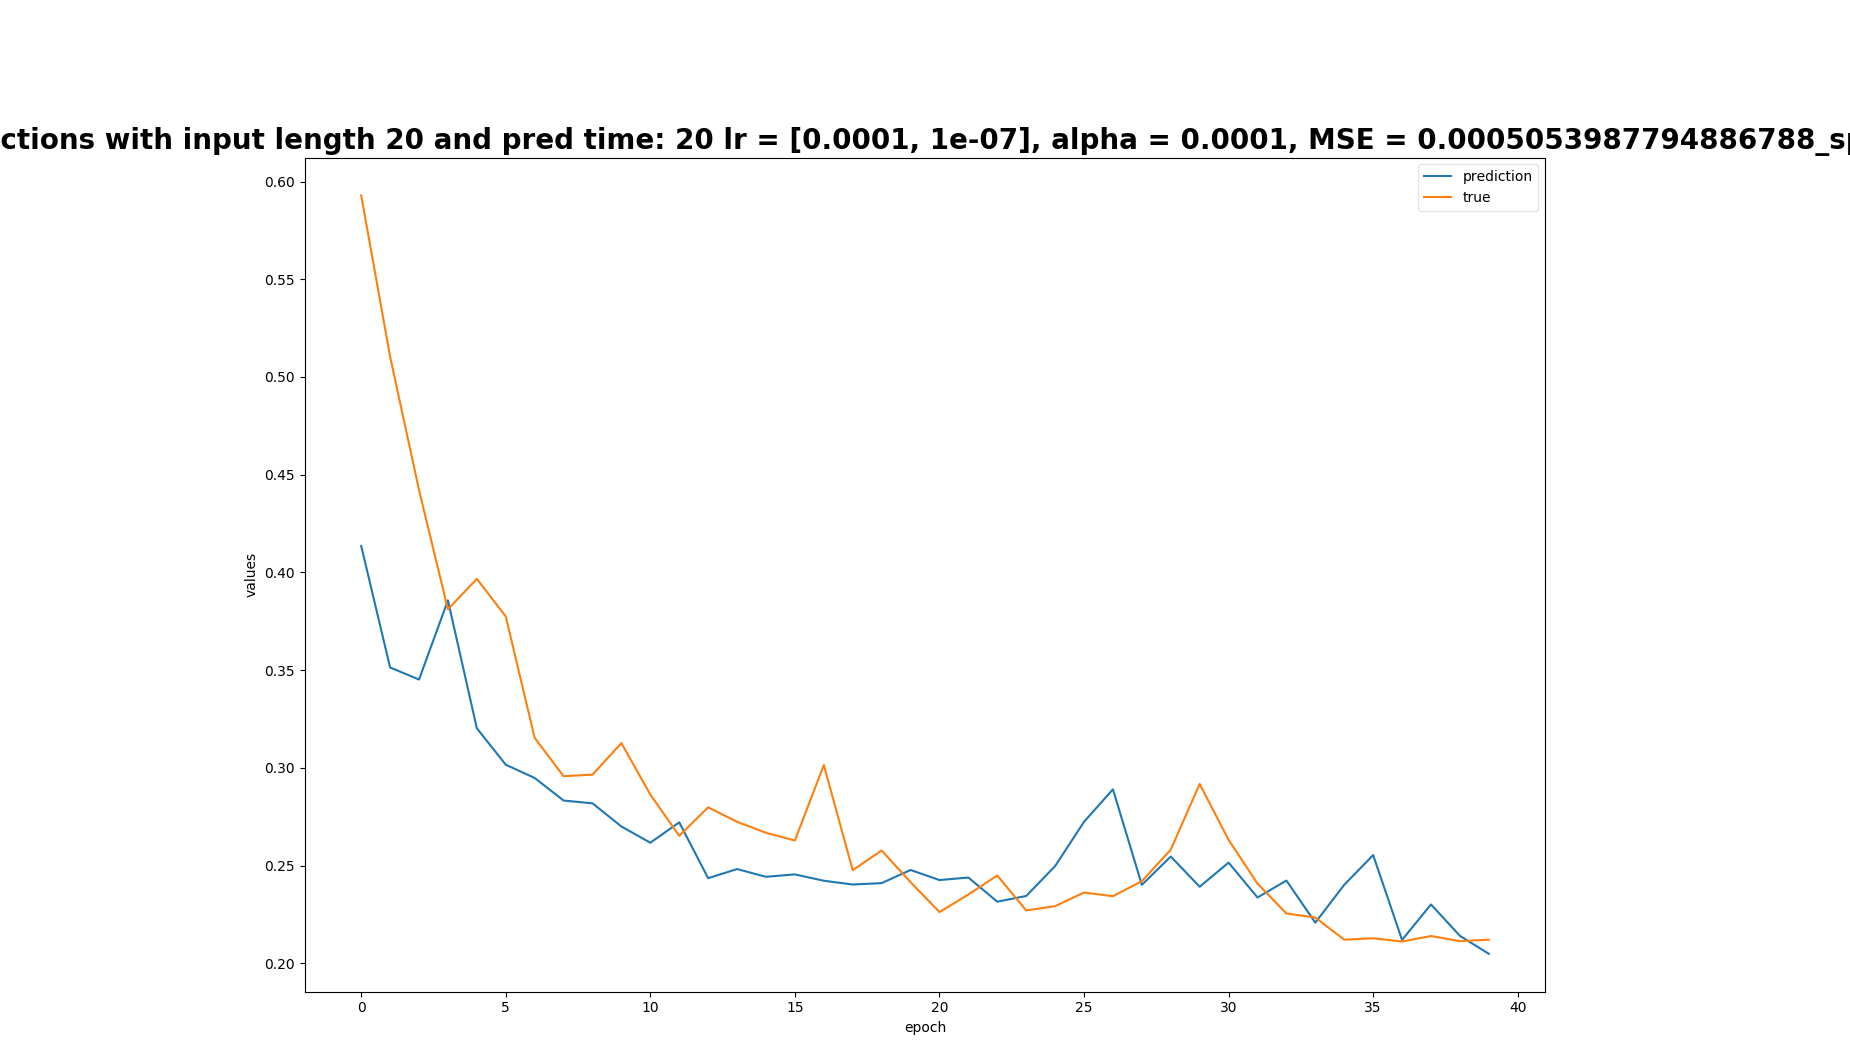 ctions with input length 20 and pred time: 20 lr = [0.0001, 1e-07], alpha = 0.0001, MSE = 0.0005053987794886788_sp
prediction
true
0.60
0.55
0.50
0.45
0.40
0.35
0.30
0.25
0.20
values
0 5 10 15 20 25 30 35 40
epoch